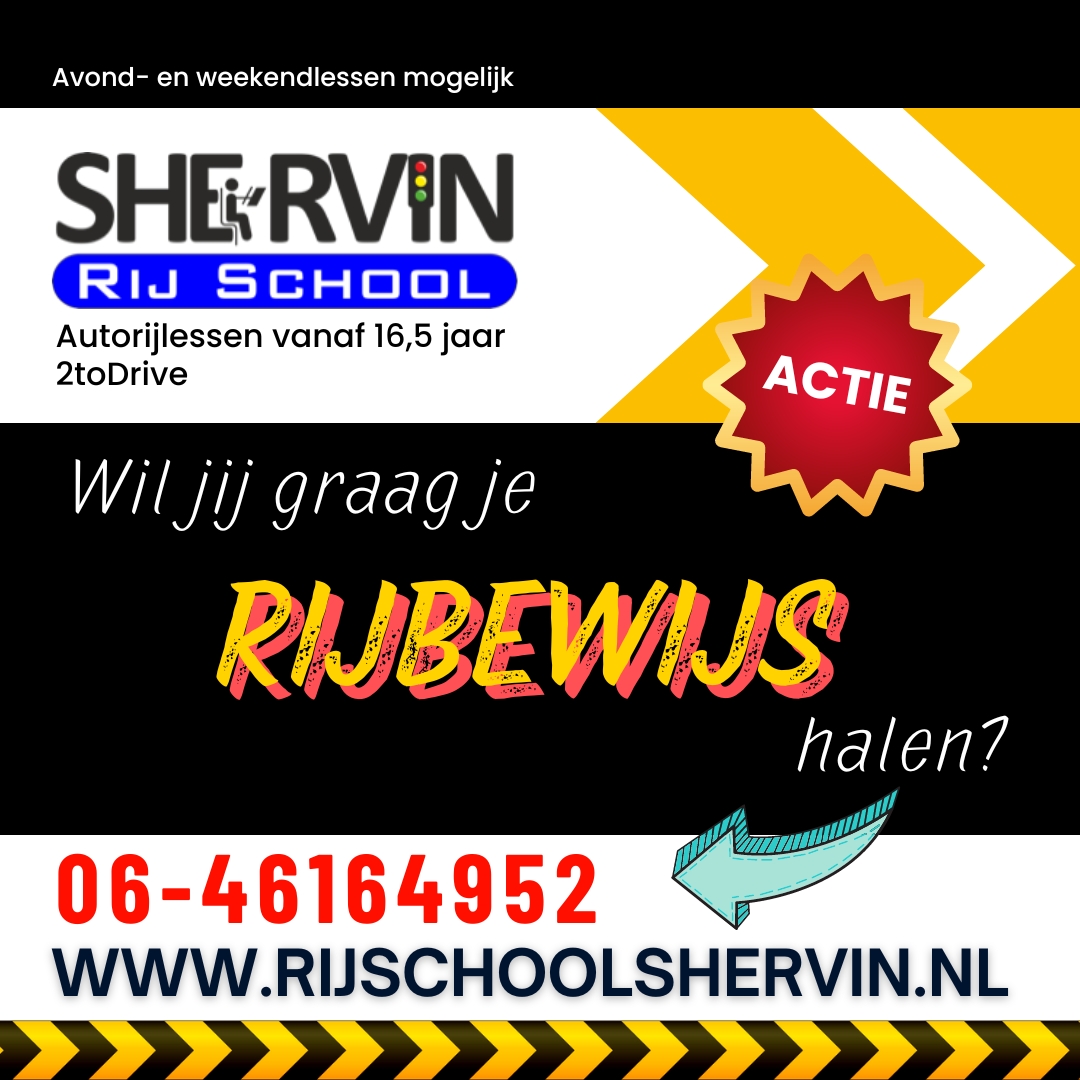 Avond- en weekendlessen mogelijk
SHERVIN
RIJ SCHOOL
Autorijlessen vanaf 16,5 jaar
2toDrive
ACTIE
Wil jij graag je
RIJBEWIJS
halen?
06-46164952
WWW.RIJSCHOOLSHERVIN.NL